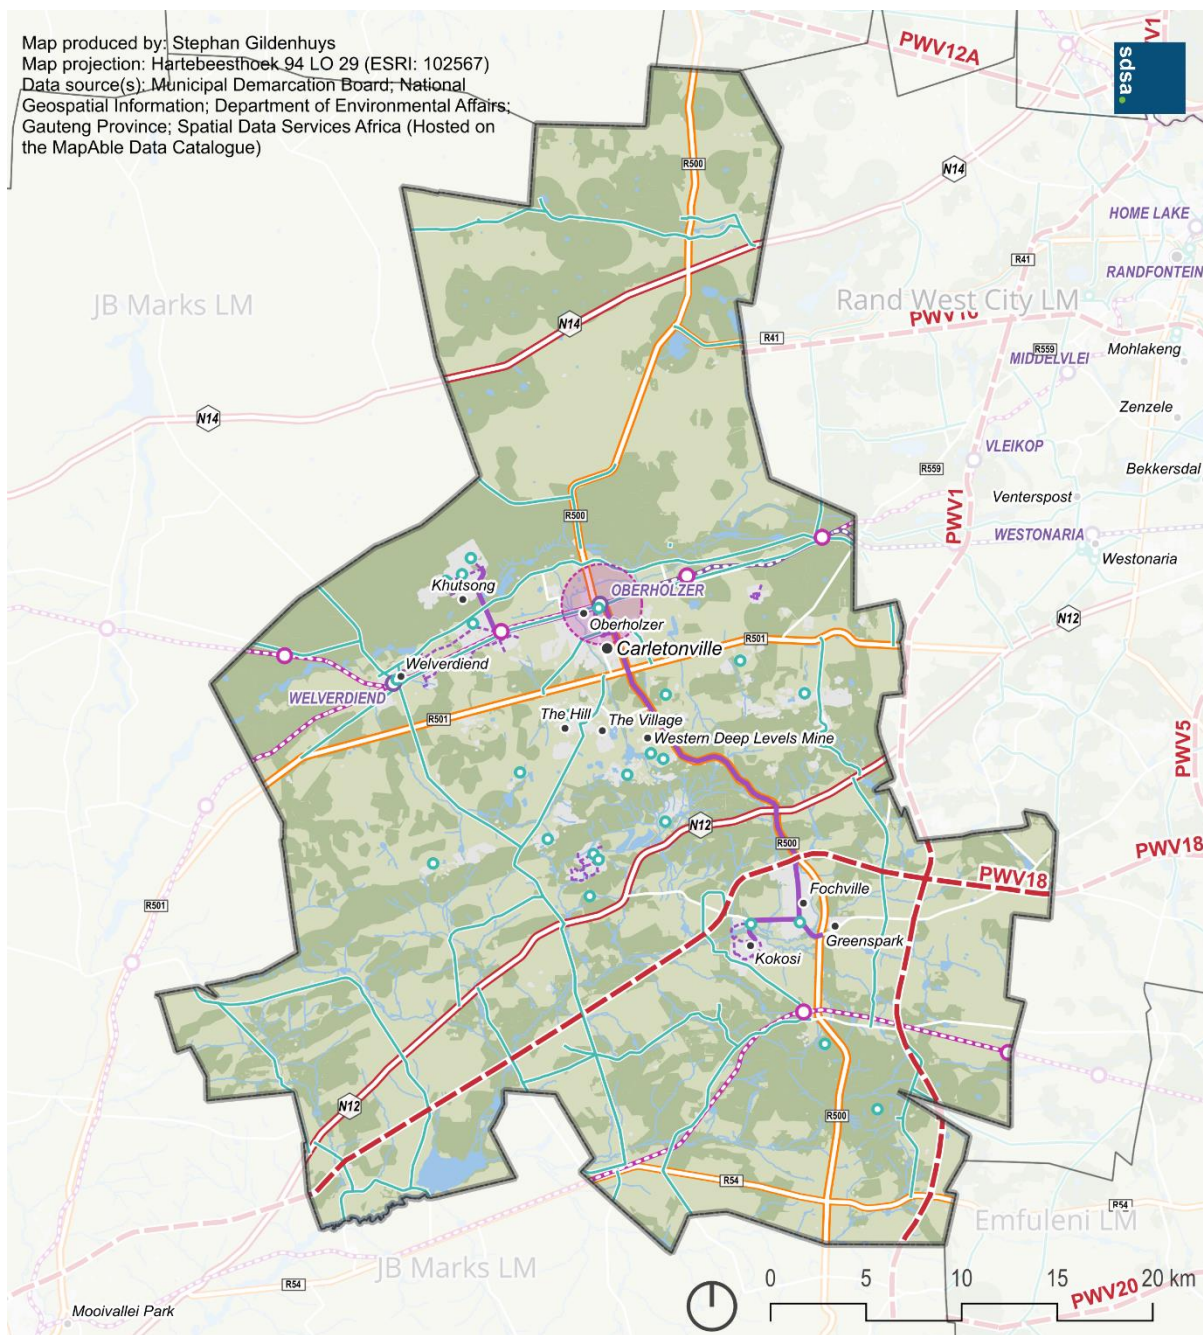 Map produced by: Stephan Gildenhuys
Map projection: Hartebeesthoek 94 LO 29 (ESRI: 102567)
Data source(s): Municipal Demarcation Board; National
Geospatial Information; Department of Environmental Affairs;
Gauteng Province; Spatial Data Services Africa (Hosted on
the MapAble Data Catalogue)
PWV12A
PWV1
sdsa.
R500
N14
HOME LAKE
R41
RANDFONTEIN
JB Marks LM
Rand West City LM
N14
PWV16
R41
R559
Mohlakeng
MIDDELVLEI
N14
Zenzele
VLEIKOP
R559
Bekkersdal
Venterspost
PWV1
R500
WESTONARIA
Westonaria
Khutsong
OBERHOLZER
Oberholzer
N12
R501
Carletonville
Welverdiend
WELVERDIEND
The Hill
The Village
R501
Western Deep Levels Mine
PWV5
N12
R500
PWV18
PWV18
Fochville
R501
Greenspark
Kokosi
N12
R500
R54
R54
Emfuleni LM
JB Marks LM
R54
0 5 10 15 20 km
PWV20
Mooivallei Park